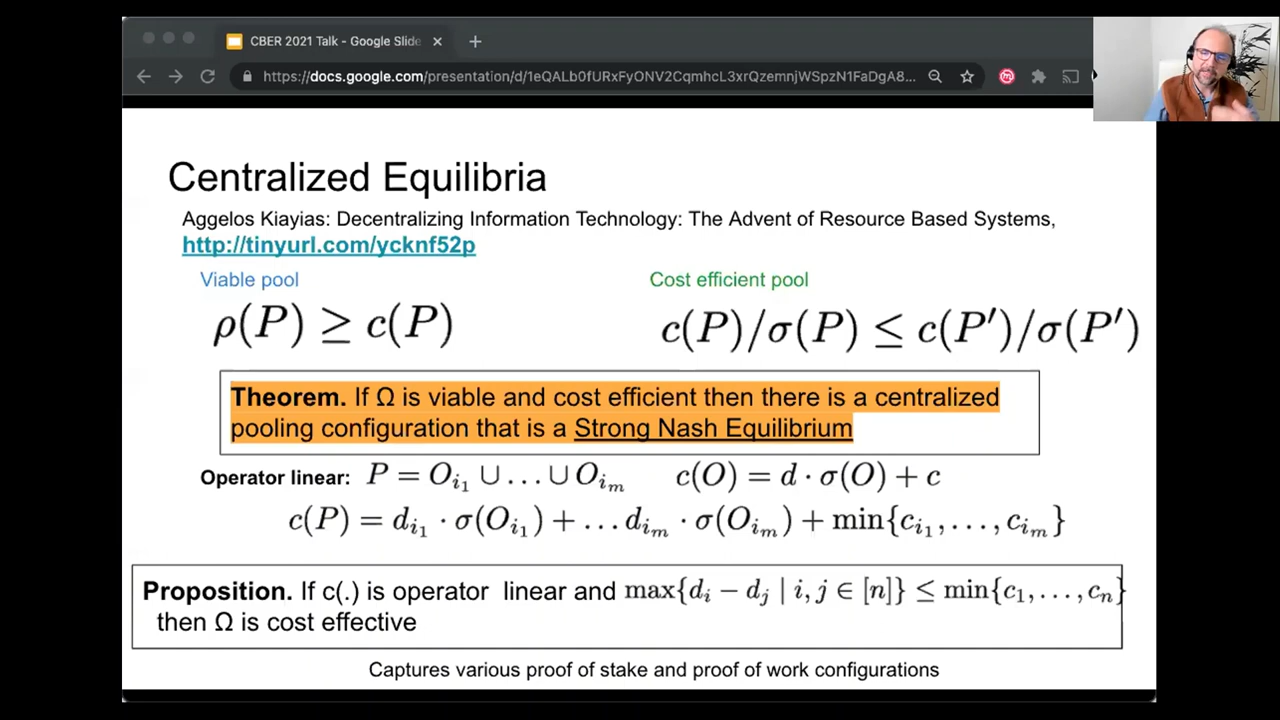 CBER 2021 Talk - Google Slide
https://docs.google.com/presentation/d/1eQALb0fURxFyONV2CqmhcL3xrQzemnjWSpzN1FaDgA8...
Centralized Equilibria
Aggelos Kiayias: Decentralizing Information Technology: The Advent of Resource Based Systems,
http://tinyurl.com/ycknf52p
Viable pool
Cost efficient pool
ρ(P) ≥ c(P)
c(P)/σ(P) ≤ c(P′)/σ(P′)
Theorem. If Ω is viable and cost efficient then there is a centralized
pooling configuration that is a Strong Nash Equilibrium
Operator linear: P = O_{i_1} ∪ . . . ∪ O_{i_m} c(O) = d · σ(O) + c
c(P) = d_{i_1} · σ(O_{i_1}) + . . . d_{i_m} · σ(O_{i_m}) + min{c_{i_1}, . . . , c_{i_m}}
Proposition. If c(.) is operator linear and max{d_i − d_j | i, j ∈ [n]} ≤ min{c_1, . . . , c_n}
then Ω is cost effective
Captures various proof of stake and proof of work configurations